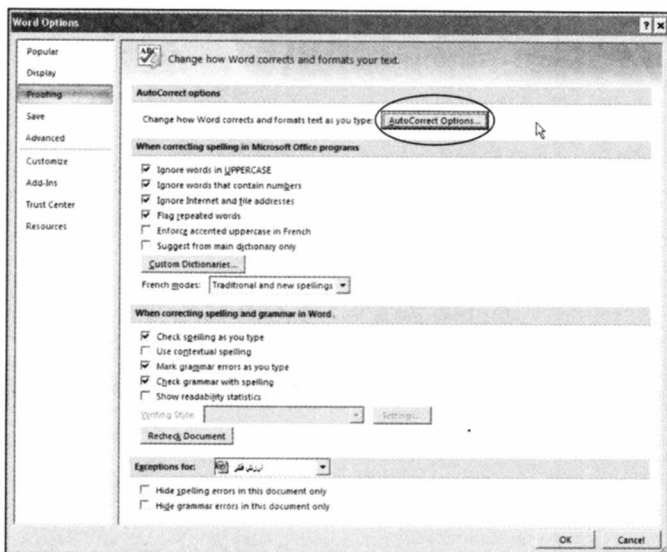 Word Options
Popular
Display
Proofing
Save
Advanced
Customize
Add-Ins
Trust Center
Resources
ABC
Change how Word corrects and formats your text.
AutoCorrect options
Change how Word corrects and formats text as you type: AutoCorrect Options...
When correcting spelling in Microsoft Office programs
Ignore words in UPPERCASE
Ignore words that contain numbers
Ignore Internet and file addresses
Flag repeated words
Enforce accented uppercase in French
Suggest from main dictionary only
Custom Dictionaries...
French modes: Traditional and new spellings
When correcting spelling and grammar in Word
Check spelling as you type
Use contextual spelling
Mark grammar errors as you type
Check grammar with spelling
Show readability statistics
Writing Style: Settings...
Recheck Document
Exceptions for:
Hide spelling errors in this document only
Hide grammar errors in this document only
OK Cancel